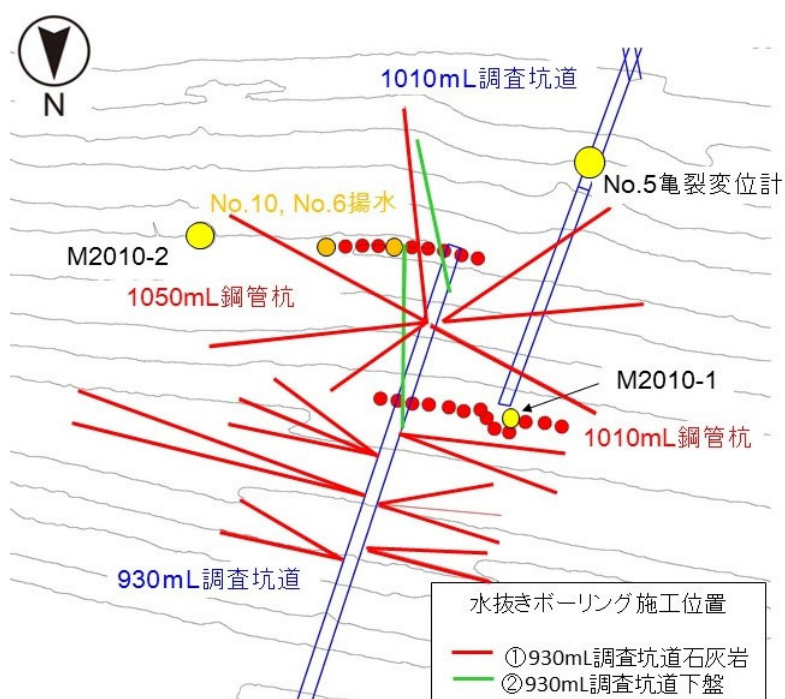 N
1010mL調査坑道
No.5亀裂変位計
No.10, No.6揚水
M2010-2
1050mL鋼管杭
M2010-1
1010mL鋼管杭
930mL調査坑道
水抜きボーリング施工位置
①930mL調査坑道石灰岩
②930mL調査坑道下盤